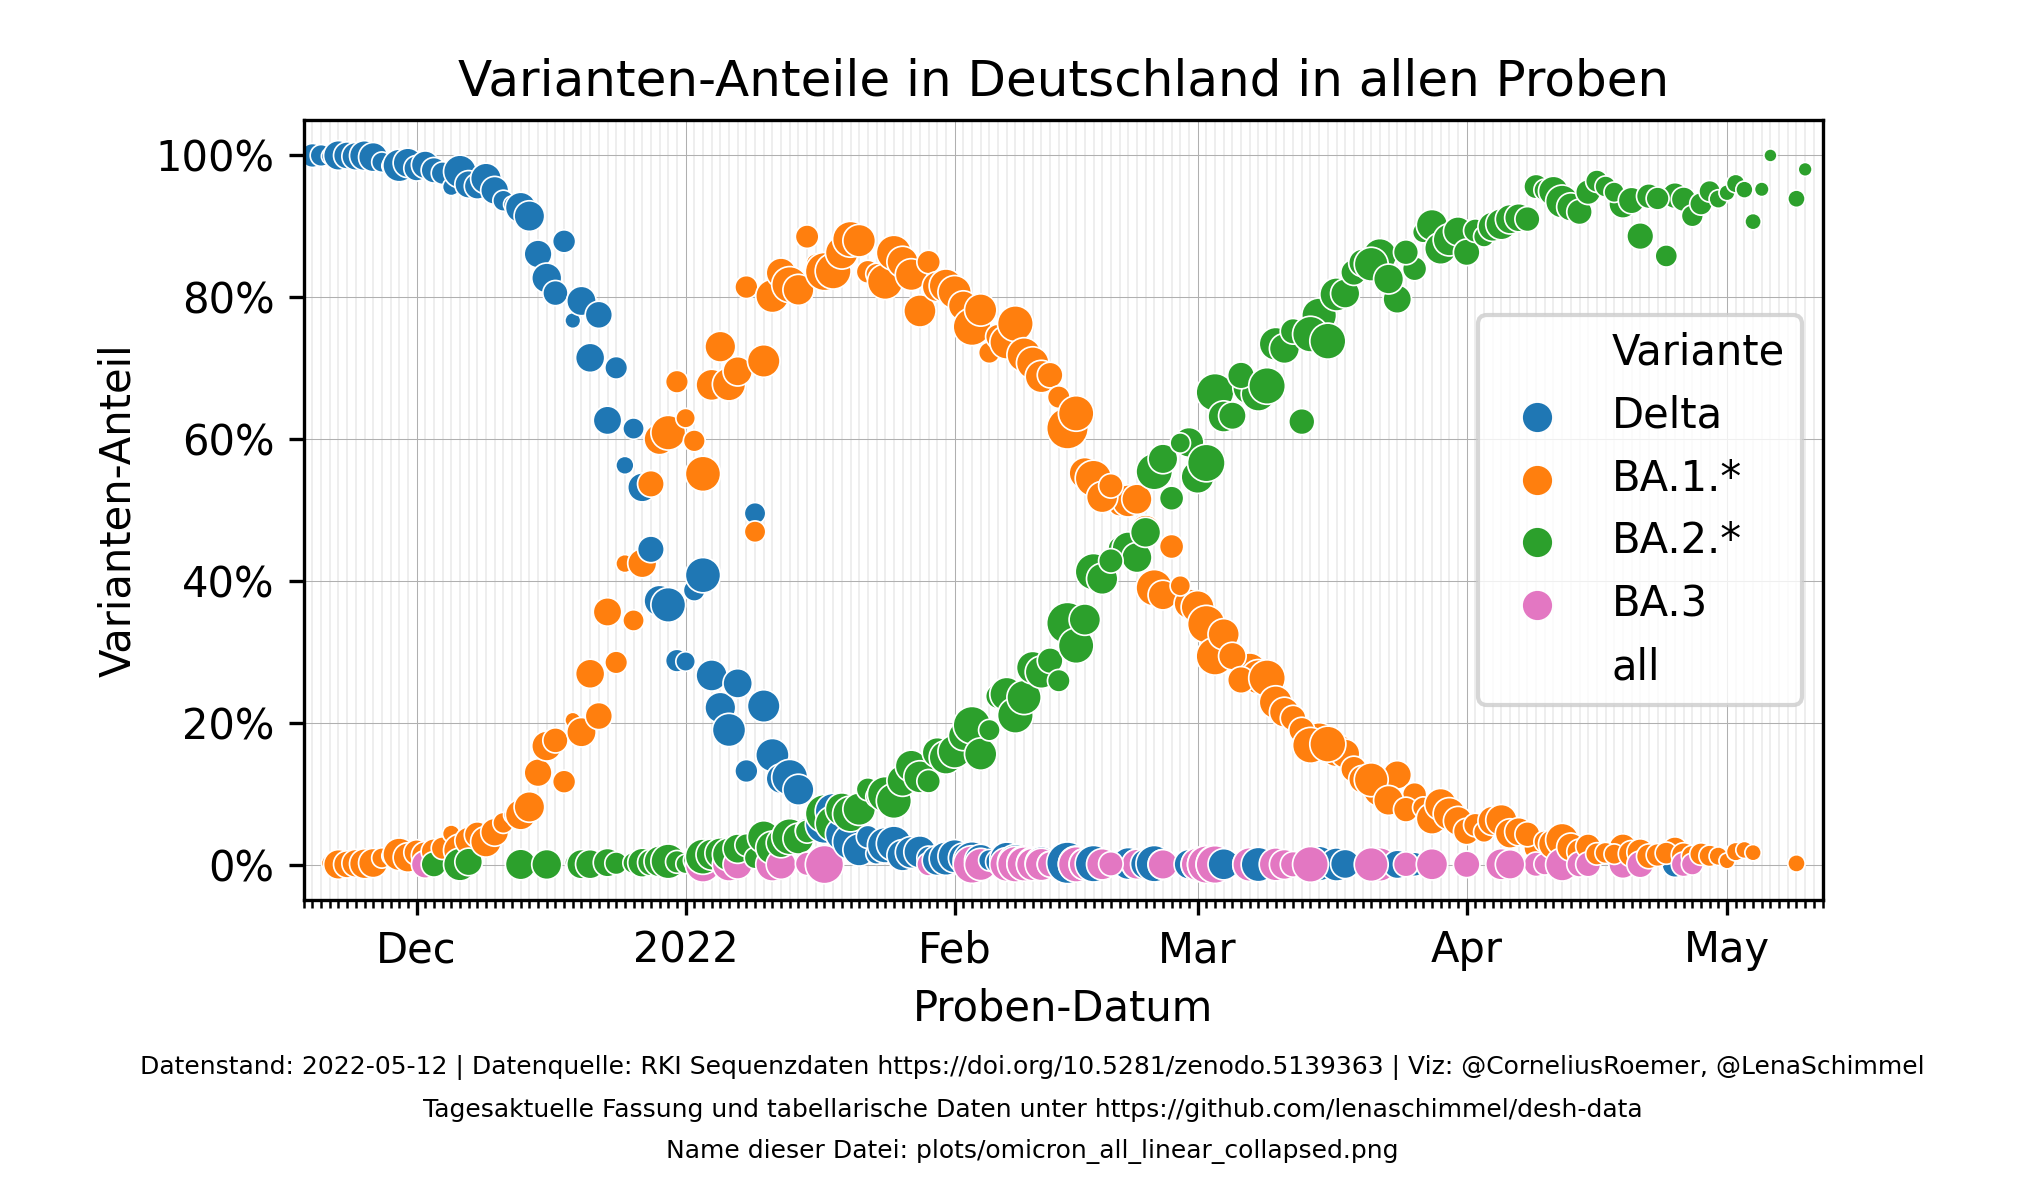 Varianten-Anteile in Deutschland in allen Proben
100%
80%
60%
40%
20%
0%
Varianten-Anteil
Variante
Delta
BA.1.*
BA.2.*
BA.3
all
Dec 2022 Feb Mar Apr May
Proben-Datum
Datenstand: 2022-05-12 | Datenquelle: RKI Sequenzdaten https://doi.org/10.5281/zenodo.5139363 | Viz: @CorneliusRoemer, @LenaSchimmel
Tagesaktuelle Fassung und tabellarische Daten unter https://github.com/lenaschimmel/desh-data
Name dieser Datei: plots/omicron_all_linear_collapsed.png